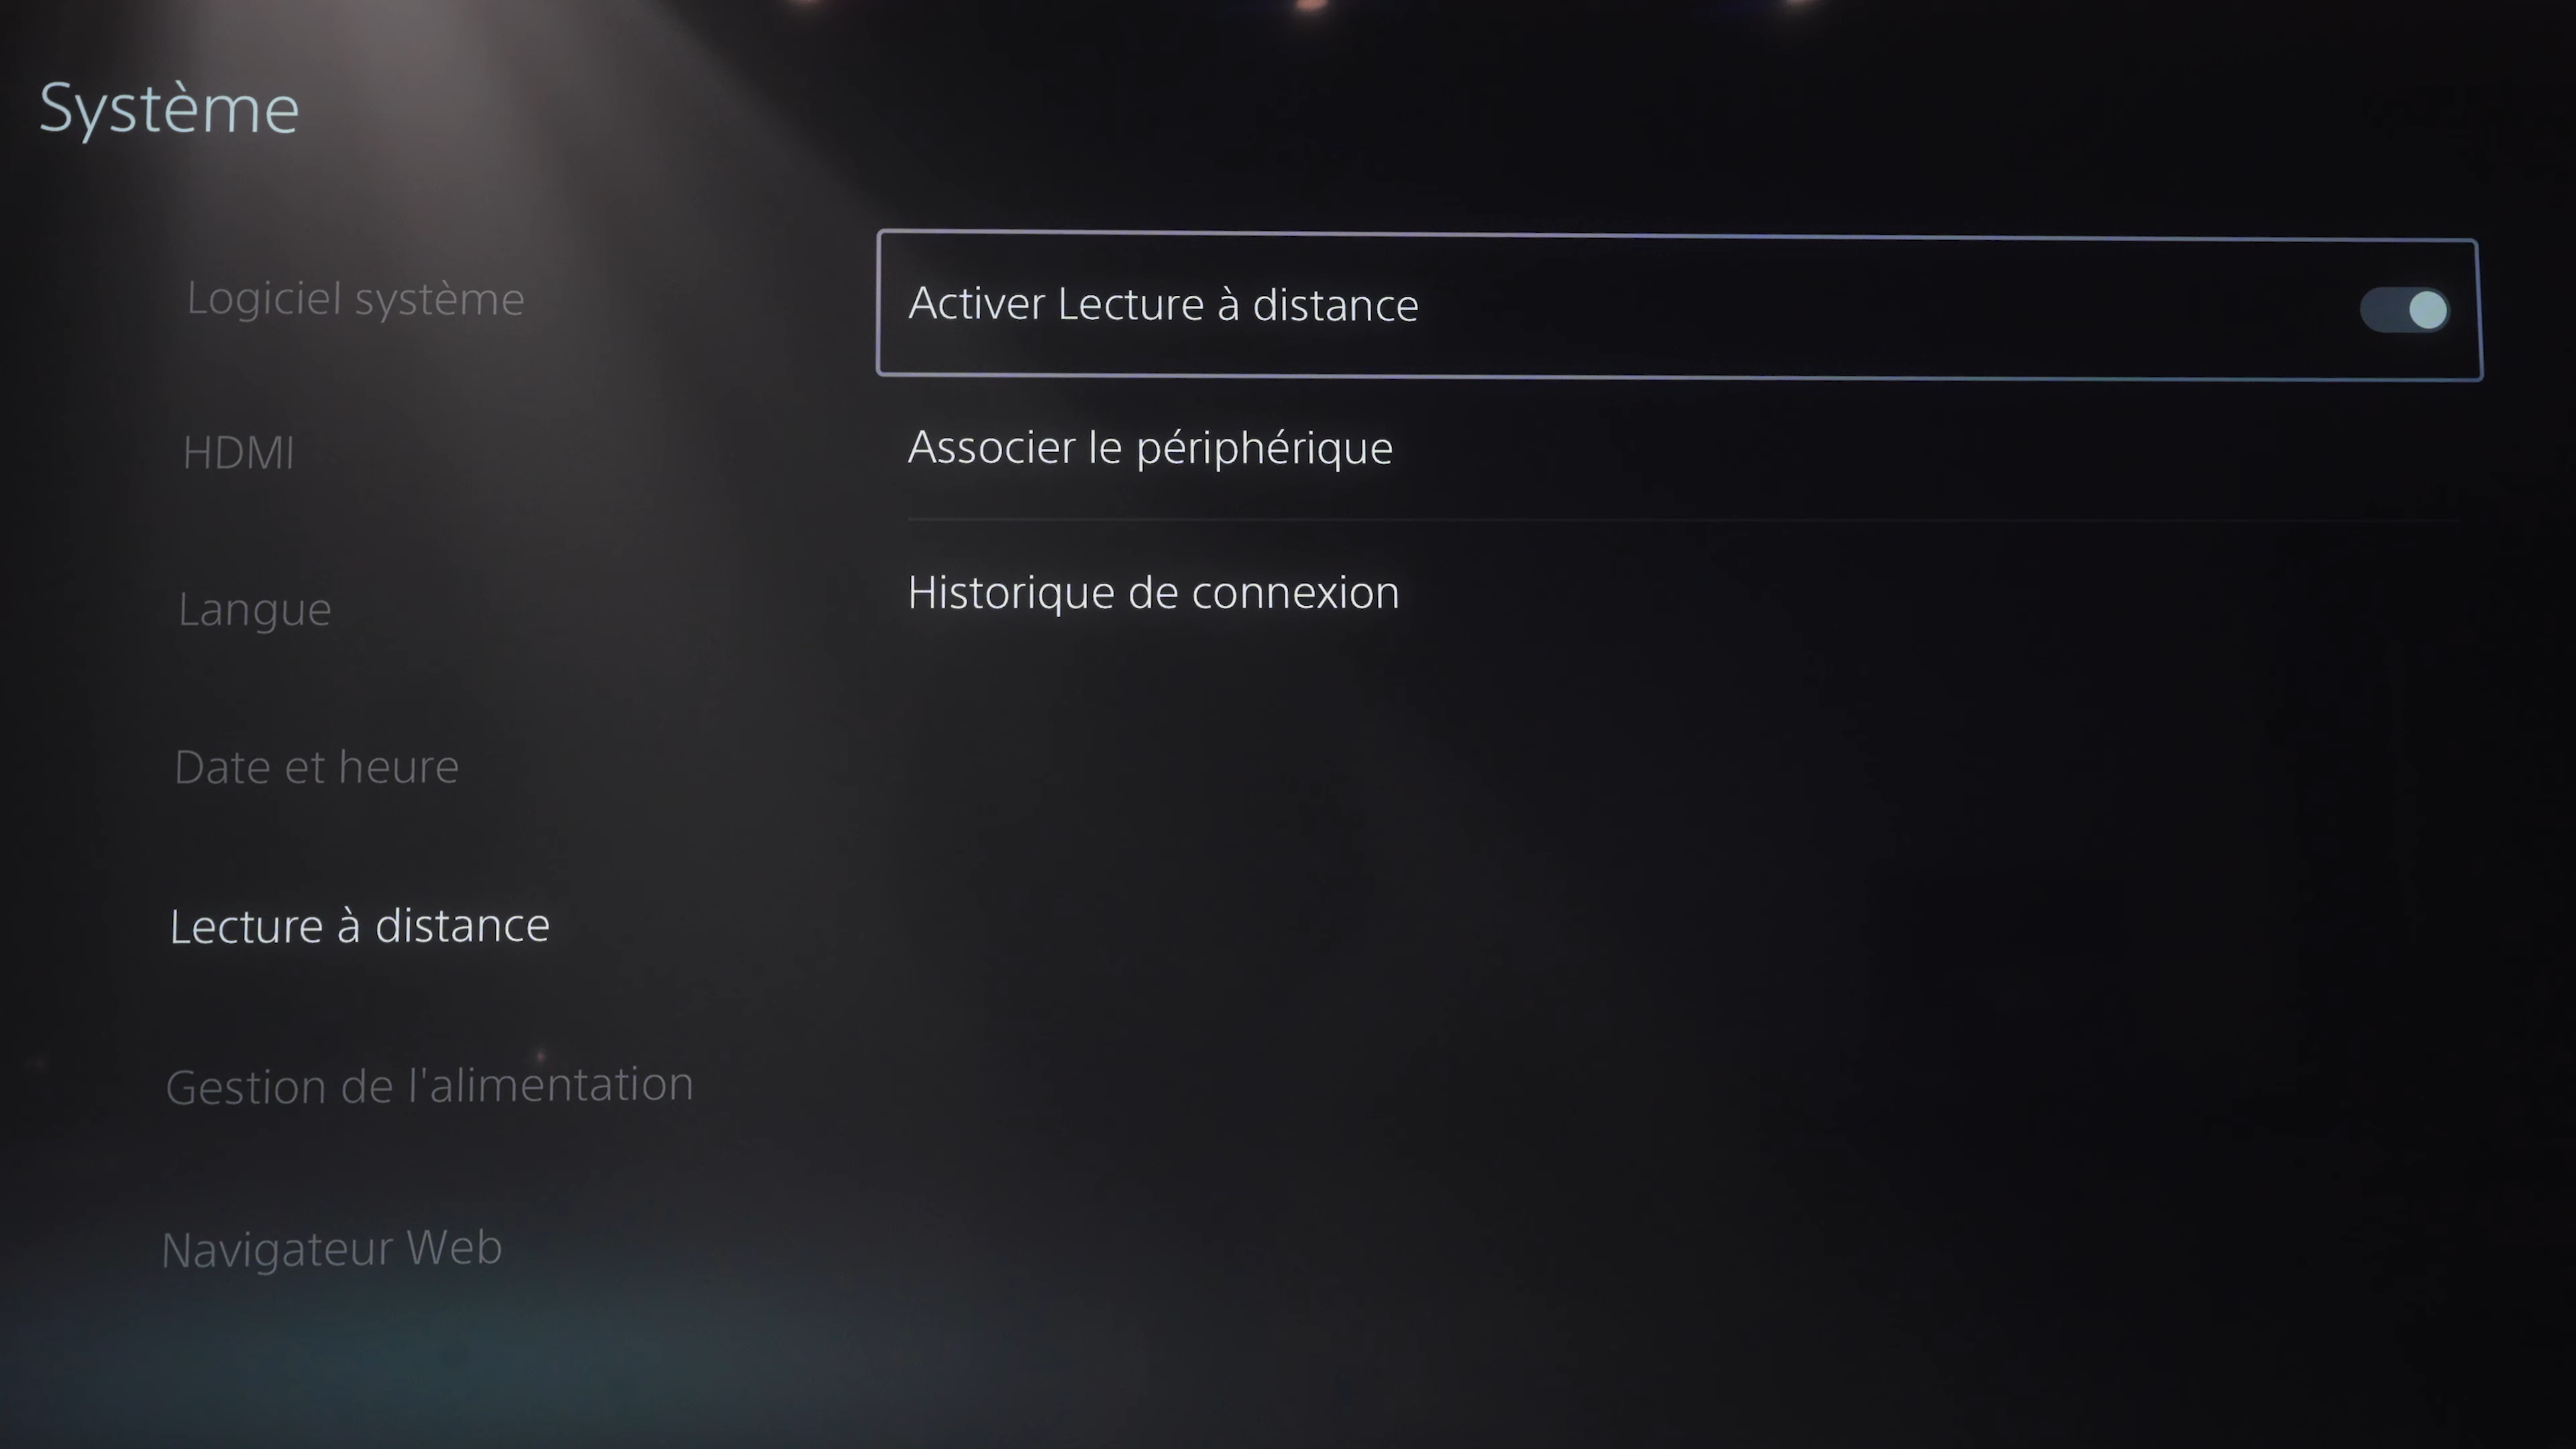 Système
Logiciel système
HDMI
Langue
Date et heure
Lecture à distance
Gestion de l'alimentation
Navigateur Web
Activer Lecture à distance
Associer le périphérique
Historique de connexion